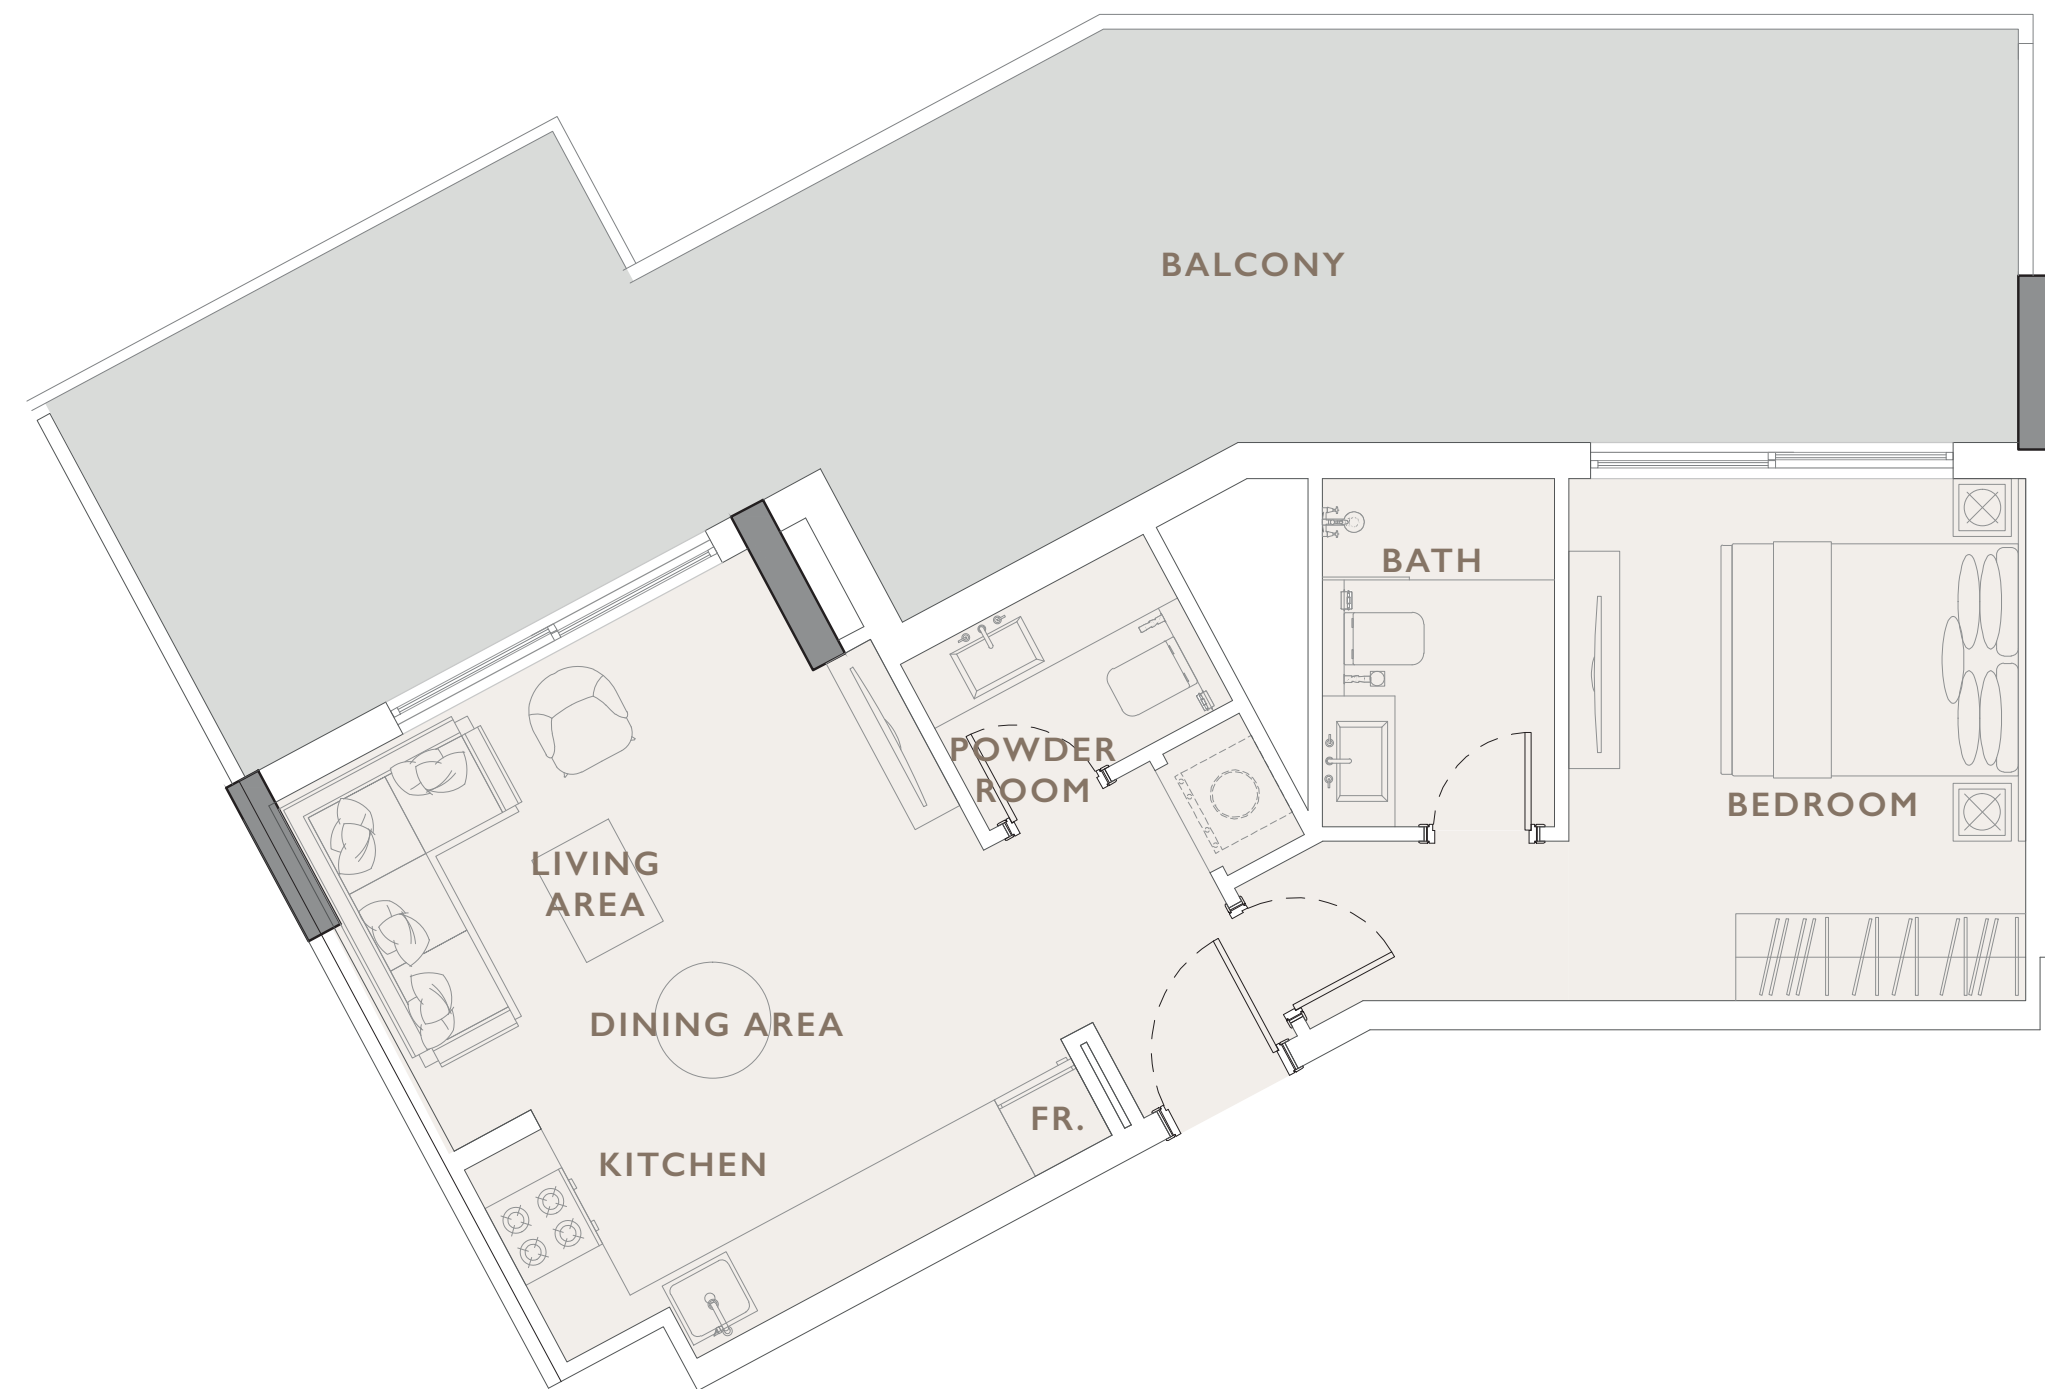 BALCONY
BATH
POWDER
ROOM
BEDROOM
LIVING
AREA
DINING AREA
FR.
KITCHEN